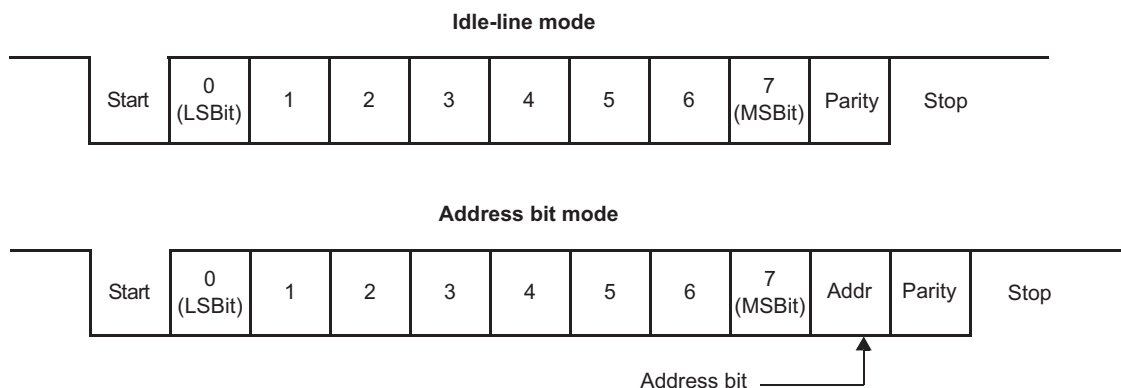 Idle-line mode
Start 0 (LSBit) 1 2 3 4 5 6 7 (MSBit) Parity Stop
Address bit mode
Start 0 (LSBit) 1 2 3 4 5 6 7 (MSBit) Addr Parity Stop
Address bit